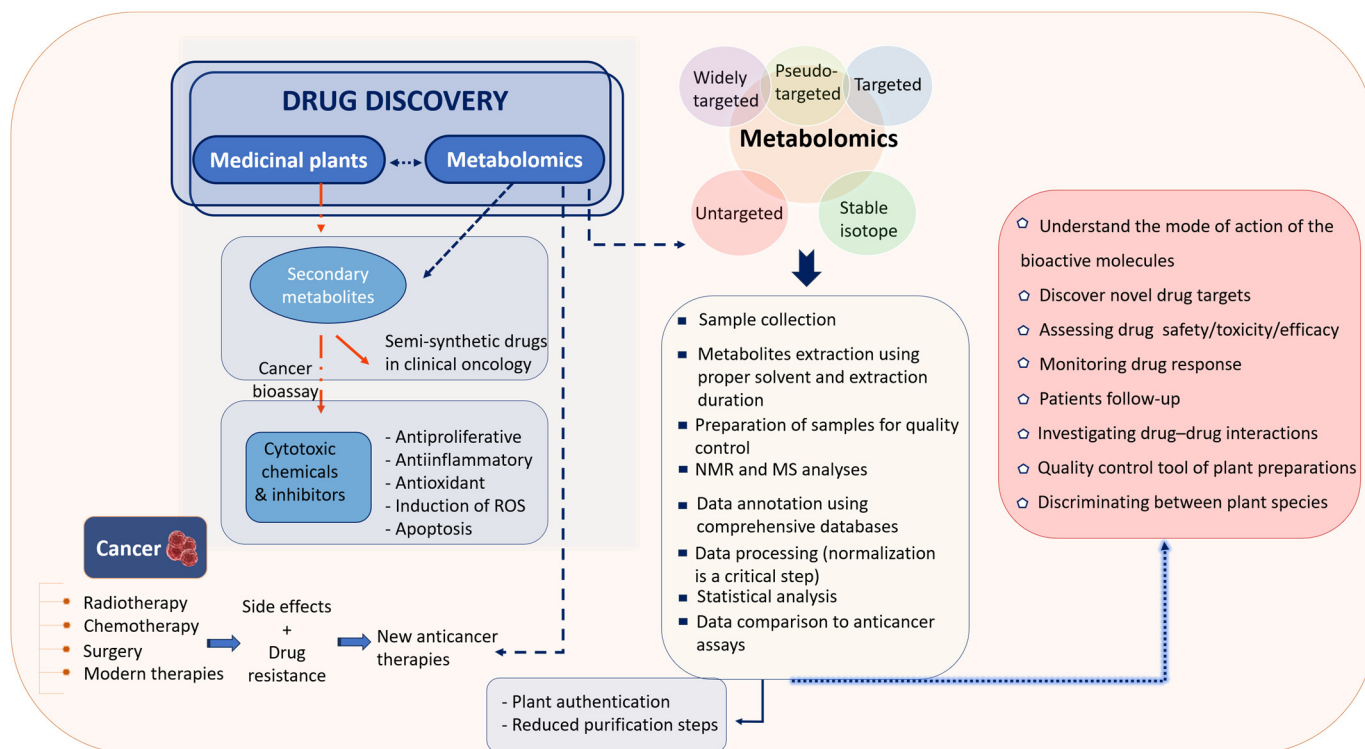 DRUG DISCOVERY
Medicinal plants
Metabolomics
Secondary
metabolites
Semi-synthetic drugs
in clinical oncology
Cancer
bioassay
Cytotoxic
chemicals
& inhibitors
- Antiproliferative
- Antiinflammatory
- Antioxidant
- Induction of ROS
- Apoptosis
Cancer
Radiotherapy
Chemotherapy
Surgery
Modern therapies
Side effects
+
Drug
resistance
New anticancer
therapies
Widely
targeted
Pseudo-
targeted
Targeted
Metabolomics
Untargeted
Stable
isotope
Sample collection
Metabolites extraction using
proper solvent and extraction
duration
Preparation of samples for quality
control
NMR and MS analyses
Data annotation using
comprehensive databases
Data processing (normalization
is a critical step)
Statistical analysis
Data comparison to anticancer
assays
- Plant authentication
- Reduced purification steps
Understand the mode of action of the
bioactive molecules
Discover novel drug targets
Assessing drug safety/toxicity/efficacy
Monitoring drug response
Patients follow-up
Investigating drug–drug interactions
Quality control tool of plant preparations
Discriminating between plant species